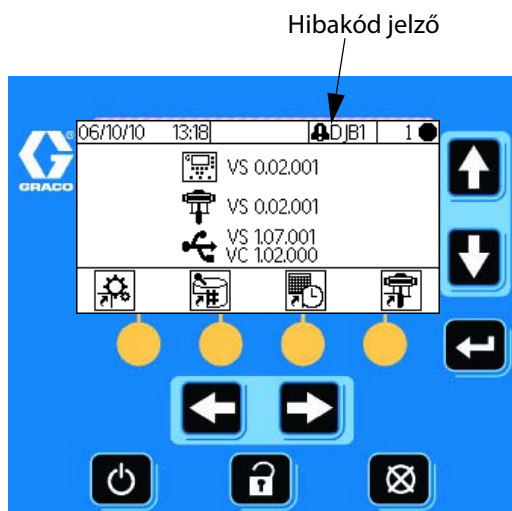 Hibakód jelző
06/10/10 13:18 DJB1 1
GRACO
VS 0.02.001
VS 0.02.001
VS 1.07.001
VC 1.02.000